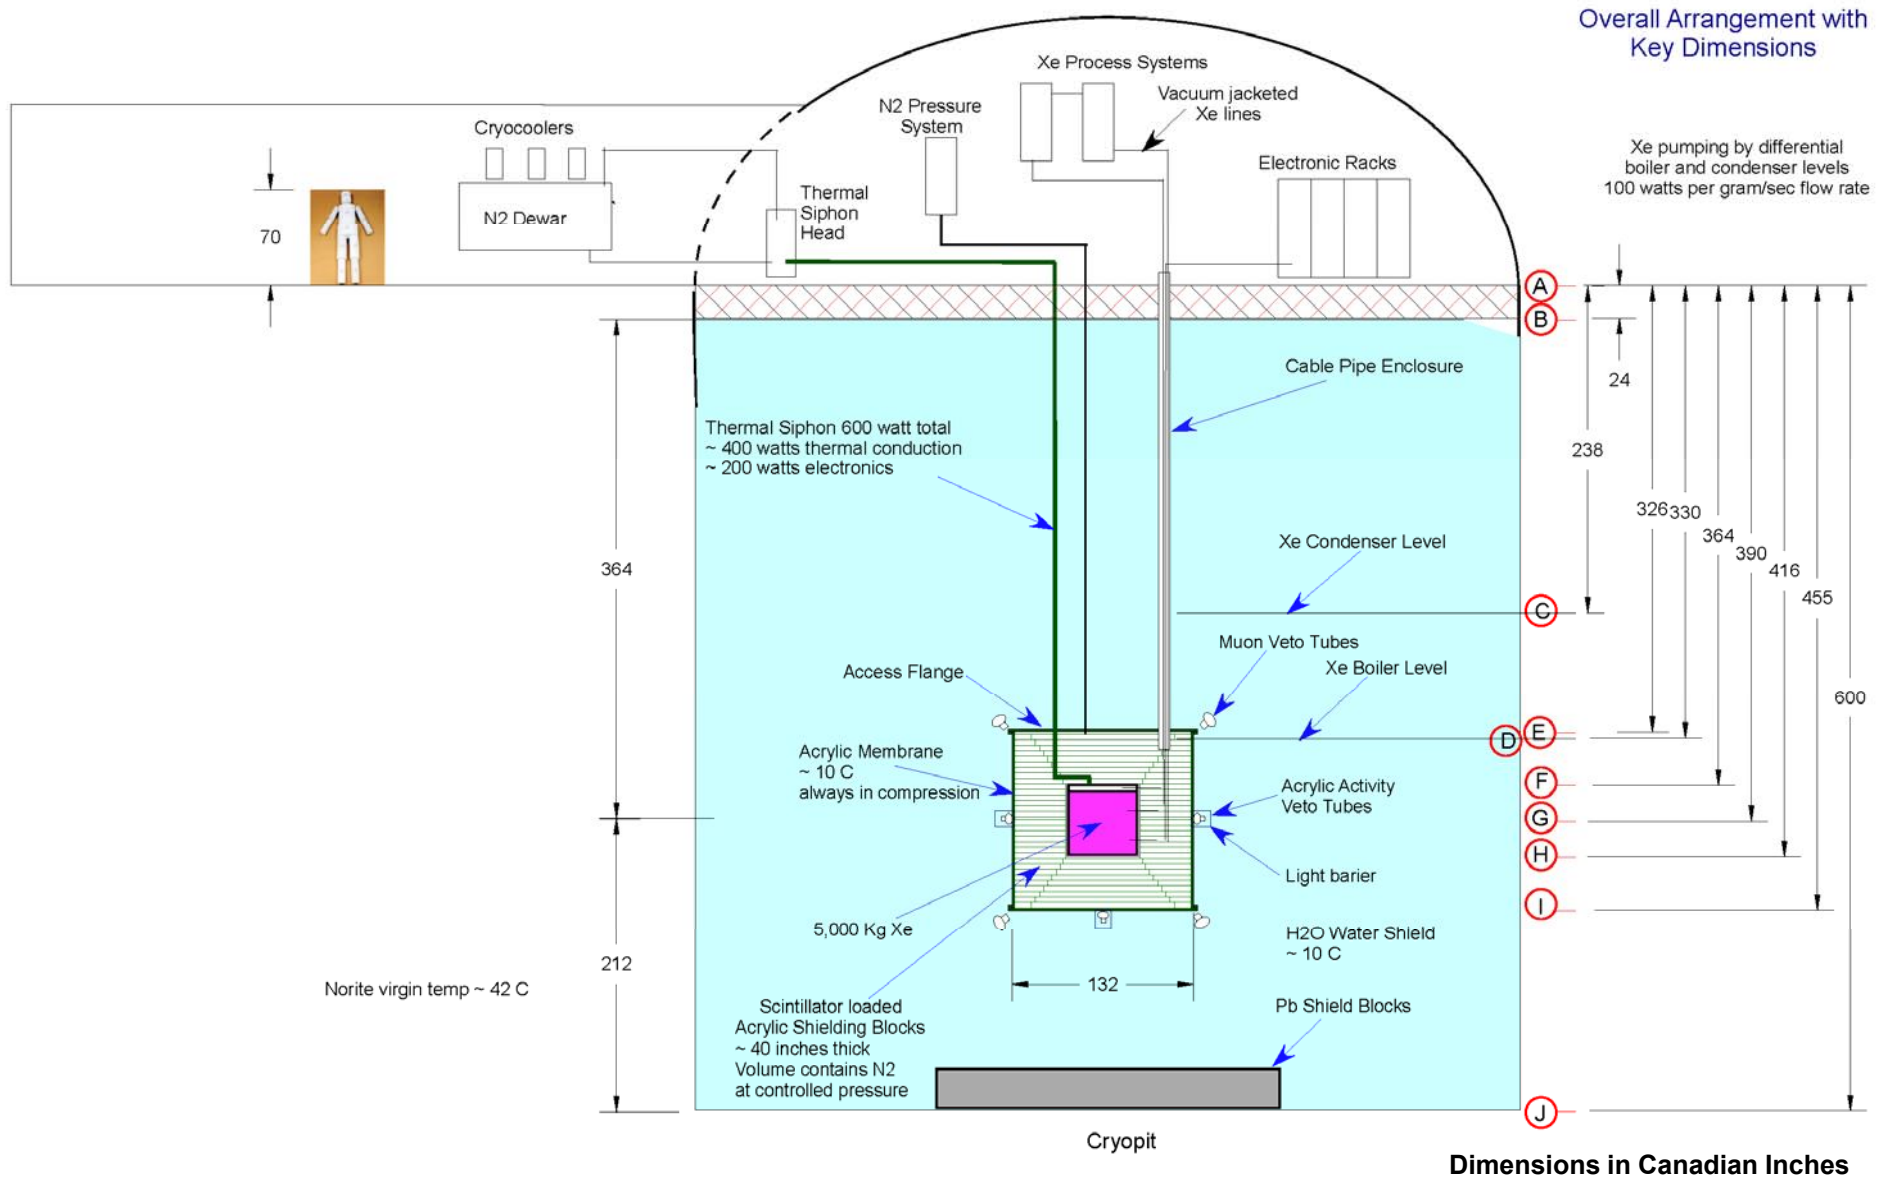 Overall Arrangement with
Key Dimensions
Xe Process Systems
Vacuum jacketed
Xe lines
N2 Pressure
System
Cryocoolers
Electronic Racks
Xe pumping by differential
boiler and condenser levels
100 watts per gram/sec flow rate
Thermal
Siphon
Head
N2 Dewar
70
A
B
24
Cable Pipe Enclosure
Thermal Siphon 600 watt total
~ 400 watts thermal conduction
~ 200 watts electronics
238
326
330
364
390
416
455
600
Xe Condenser Level
364
C
Muon Veto Tubes
Xe Boiler Level
Access Flange
D
E
Acrylic Membrane
~ 10 C
always in compression
Acrylic Activity
Veto Tubes
F
G
H
Light barier
I
5,000 Kg Xe
H2O Water Shield
~ 10 C
212
132
Norite virgin temp ~ 42 C
Scintillator loaded
Acrylic Shielding Blocks
~ 40 inches thick
Volume contains N2
at controlled pressure
Pb Shield Blocks
J
Cryopit
Dimensions in Canadian Inches